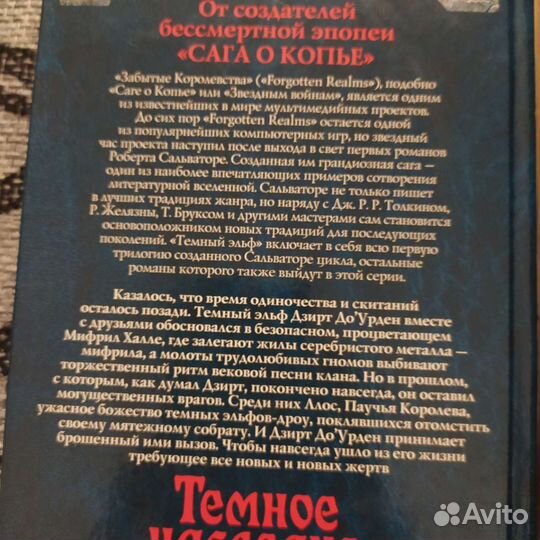 От создателей
бессмертной эпопеи
«САГА О КОПЬЕ»
«Забытые Королевства» («Forgotten Realms»), подобно
«Саге о Копье» или «Звездным войнам», является одним
из известнейших в мире мультимедийных проектов.
До сих пор «Forgotten Realms» остается одной
из популярнейших компьютерных игр, но звездный
час проекта наступил после выхода в свет первых романов
Роберта Сальваторе. Созданная им грандиозная сага —
один из наиболее впечатляющих примеров сотворения
литературной вселенной. Сальваторе не только пишет
в лучших традициях жанра, но наряду с Дж. Р. Р. Толкином,
Р. Желязны, Т. Бруксом и другими мастерами сам становится
основоположником новых традиций для последующих
поколений. «Темный эльф» включает в себя всю первую
трилогию созданного Сальваторе цикла, остальные
романы которого также выйдут в этой серии.
Казалось, что время одиночества и скитаний
осталось позади. Темный эльф Дзирт До'Урден вместе
с друзьями обосновался в безопасном, процветающем
Мифрил Халле, где залегают жилы серебристого металла —
мифрила, а молоты трудолюбивых гномов выбивают
торжественный ритм вековой песни клана. Но в прошлом,
с которым, как думал Дзирт, покончено навсегда, он оставил
могущественных врагов. Среди них Ллос, Паучья Королева,
ужасное божество темных эльфов-дроу, поклявшихся отомстить
своему мятежному собрату. И Дзирт До'Урден принимает
брошенный ими вызов. Чтобы навсегда ушло из его жизни
требующее все новых и новых жертв
Темное
наследие
Avito